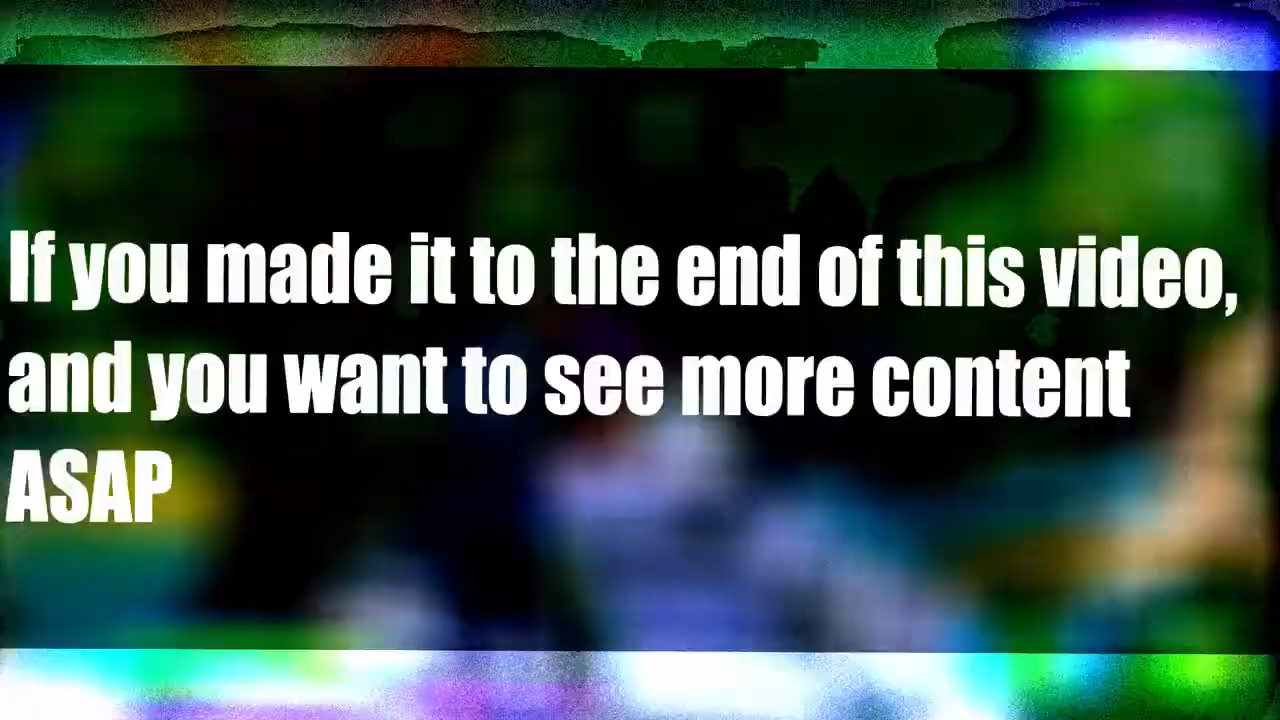 If you made it to the end of this video,
and you want to see more content
ASAP